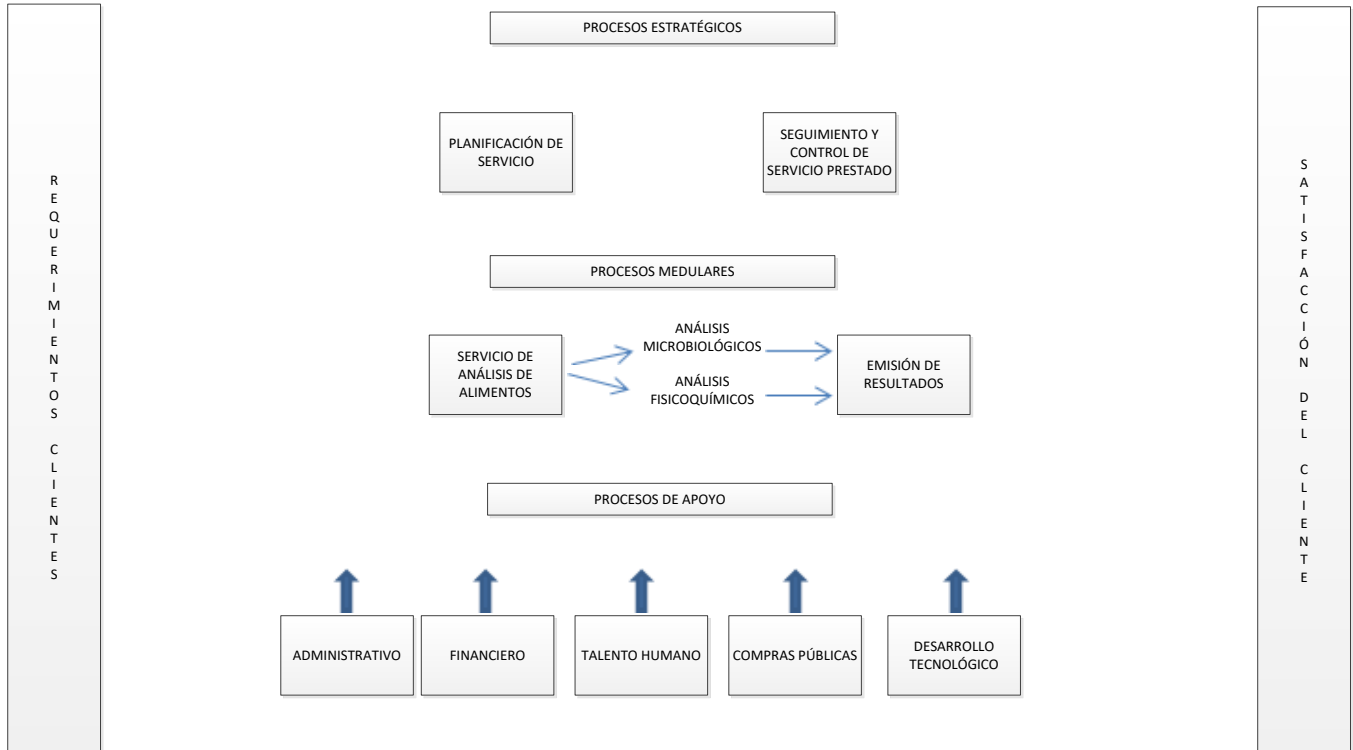 REQUERIMIENTOS CLIENTES
PROCESOS ESTRATÉGICOS
PLANIFICACIÓN DE
SERVICIO
SEGUIMIENTO Y
CONTROL DE
SERVICIO PRESTADO
PROCESOS MEDULARES
SERVICIO DE
ANÁLISIS DE
ALIMENTOS
ANÁLISIS
MICROBIOLÓGICOS
ANÁLISIS
FISICOQUÍMICOS
EMISIÓN DE
RESULTADOS
PROCESOS DE APOYO
ADMINISTRATIVO
FINANCIERO
TALENTO HUMANO
COMPRAS PÚBLICAS
DESARROLLO
TECNOLÓGICO
SATISFACCIÓN DEL CLIENTE